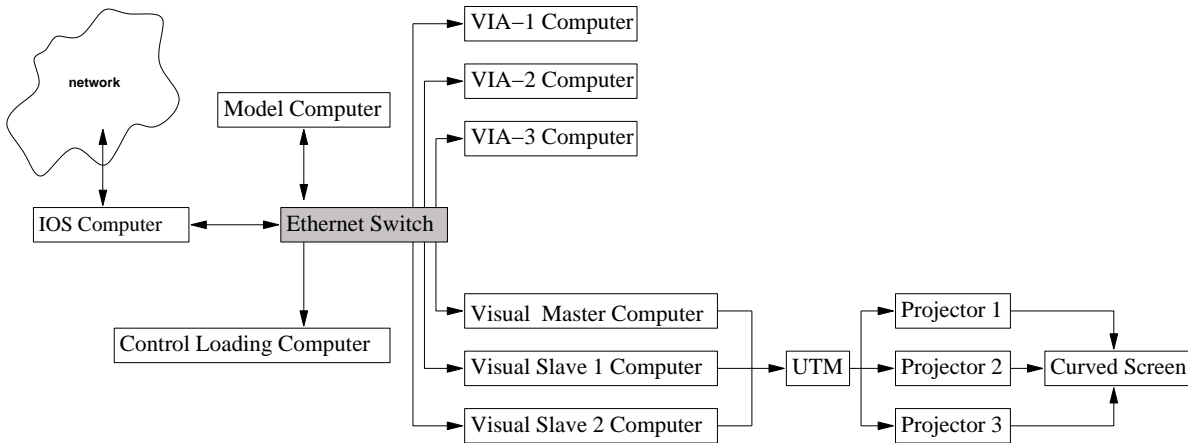 VIA−1 Computer
network
VIA−2 Computer
Model Computer
VIA−3 Computer
IOS Computer
Ethernet Switch
Visual Master Computer
Projector 1
Control Loading Computer
Visual Slave 1 Computer
UTM
Projector 2
Curved Screen
Visual Slave 2 Computer
Projector 3